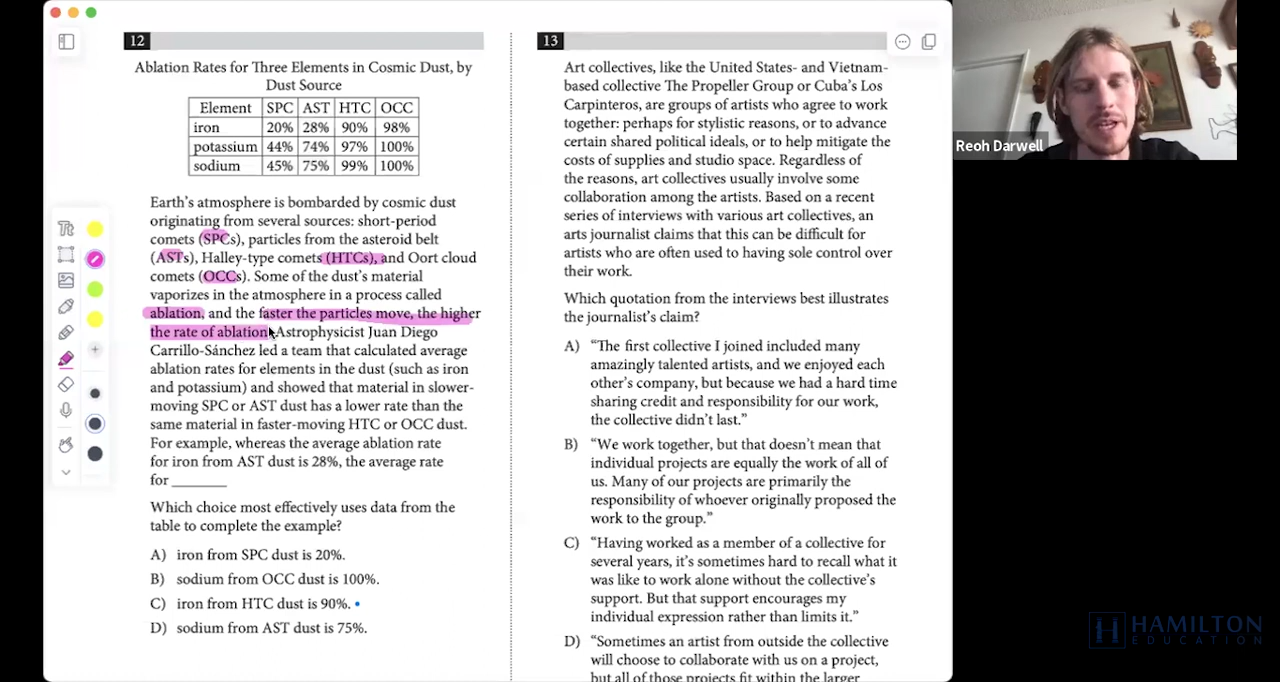 12
Ablation Rates for Three Elements in Cosmic Dust, by
Dust Source
Element SPC AST HTC OCC
iron 20% 28% 90% 98%
potassium 44% 74% 97% 100%
sodium 45% 75% 99% 100%
Earth's atmosphere is bombarded by cosmic dust
originating from several sources: short-period
comets (SPCs), particles from the asteroid belt
(ASTs), Halley-type comets (HTCs), and Oort cloud
comets (OCCs). Some of the dust's material
vaporizes in the atmosphere in a process called
ablation, and the faster the particles move, the higher
the rate of ablation. Astrophysicist Juan Diego
Carrillo-Sánchez led a team that calculated average
ablation rates for elements in the dust (such as iron
and potassium) and showed that material in slower-
moving SPC or AST dust has a lower rate than the
same material in faster-moving HTC or OCC dust.
For example, whereas the average ablation rate
for iron from AST dust is 28%, the average rate
for ______
Which choice most effectively uses data from the
table to complete the example?
A) iron from SPC dust is 20%.
B) sodium from OCC dust is 100%.
C) iron from HTC dust is 90%.
D) sodium from AST dust is 75%.
13
Art collectives, like the United States- and Vietnam-
based collective The Propeller Group or Cuba's Los
Carpinteros, are groups of artists who agree to work
together: perhaps for stylistic reasons, or to advance
certain shared political ideals, or to help mitigate the
costs of supplies and studio space. Regardless of
the reasons, art collectives usually involve some
collaboration among the artists. Based on a recent
series of interviews with various art collectives, an
arts journalist claims that this can be difficult for
artists who are often used to having sole control over
their work.
Which quotation from the interviews best illustrates
the journalist's claim?
A) "The first collective I joined included many
amazingly talented artists, and we enjoyed each
other's company, but because we had a hard time
sharing credit and responsibility for our work,
the collective didn't last."
B) "We work together, but that doesn't mean that
individual projects are equally the work of all of
us. Many of our projects are primarily the
responsibility of whoever originally proposed the
work to the group."
C) "Having worked as a member of a collective for
several years, it's sometimes hard to recall what it
was like to work alone without the collective's
support. But that support encourages my
individual expression rather than limits it."
D) "Sometimes an artist from outside the collective
will choose to collaborate with us on a project,
but all of those projects fit within the larger
Tt
Reoh Darwell
HAMILTON
EDUCATION